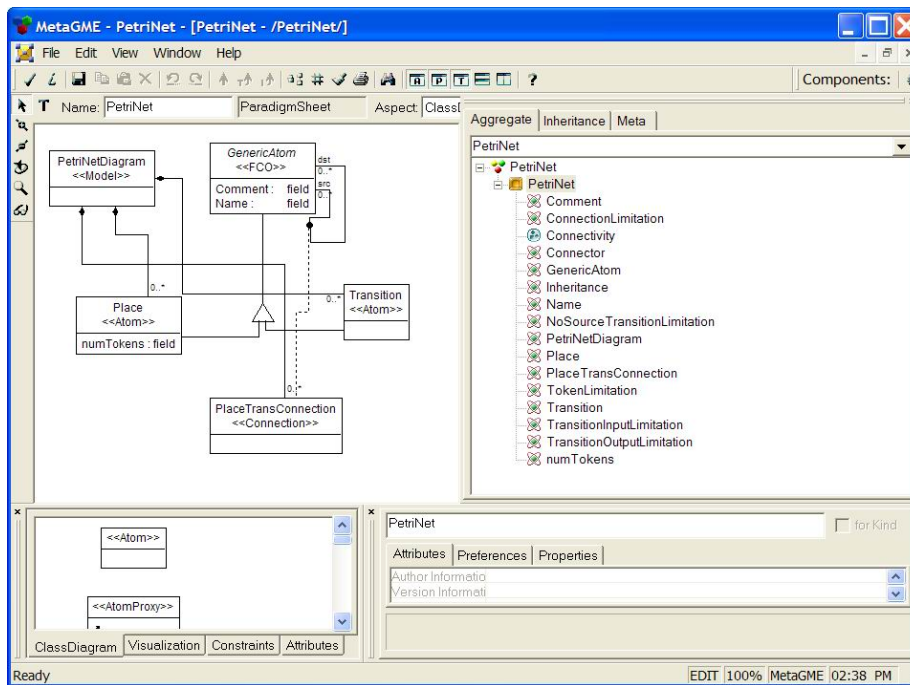 MetaGME - PetriNet - [PetriNet - /PetriNet/]
File Edit View Window Help
Components:
Name: PetriNet ParadigmSheet Aspect: ClassD
PetriNetDiagram
<<Model>>
GenericAtom
<<FCO>>
Comment : field
Name : field
dst
0..*
src
0..*
0..*
Place
<<Atom>>
numTokens : field
0..*
Transition
<<Atom>>
0..*
PlaceTransConnection
<<Connection>>
Aggregate Inheritance Meta
PetriNet
PetriNet
PetriNet
Comment
ConnectionLimitation
Connectivity
Connector
GenericAtom
Inheritance
Name
NoSourceTransitionLimitation
PetriNetDiagram
Place
PlaceTransConnection
TokenLimitation
Transition
TransitionInputLimitation
TransitionOutputLimitation
numTokens
<<Atom>>
<<AtomProxy>>
ClassDiagram Visualization Constraints Attributes
PetriNet
for Kind
Attributes Preferences Properties
Author Informatio
Version Informati
Ready
EDIT 100% MetaGME 02:38 PM